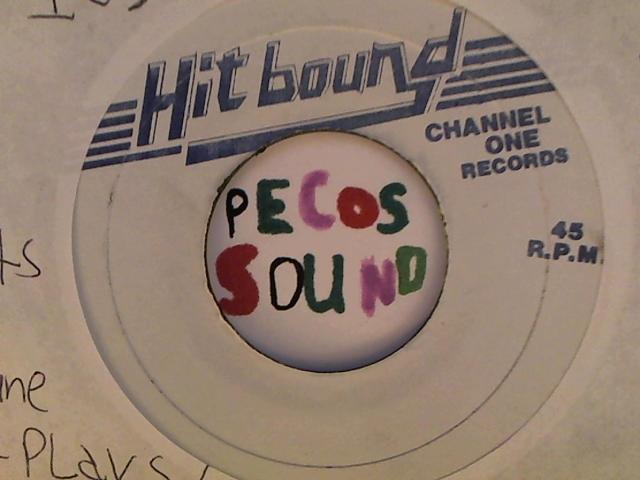 Hit bound
CHANNEL
ONE
RECORDS
45
R.P.M.
PECOS
SOUND